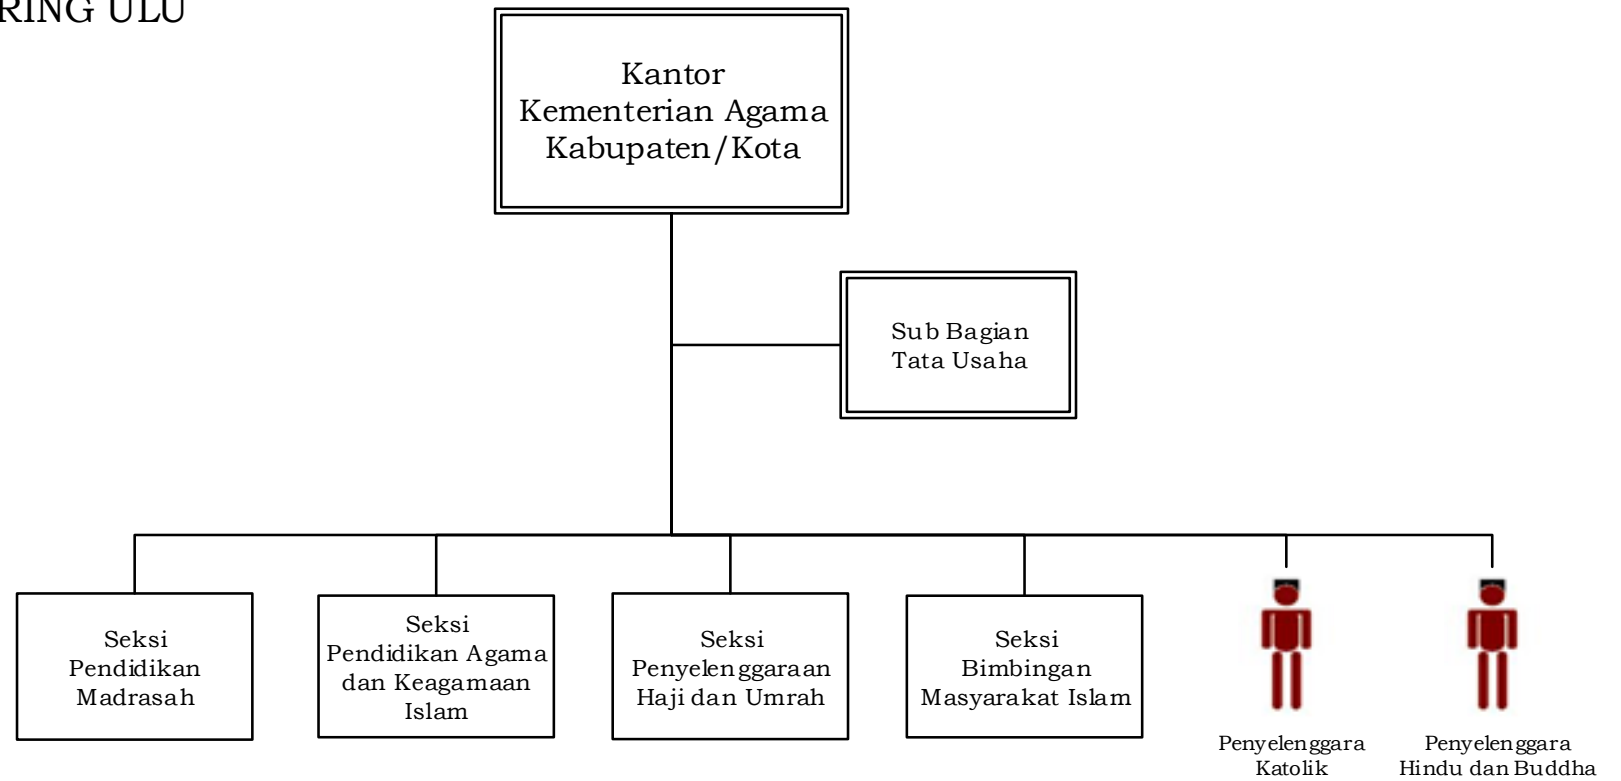 RING ULU
Kantor
Kementerian Agama
Kabupaten/Kota
Sub Bagian
Tata Usaha
Seksi
Pendidikan
Madrasah
Seksi
Pendidikan Agama
dan Keagamaan
Islam
Seksi
Penyelenggaraan
Haji dan Umrah
Seksi
Bimbingan
Masyarakat Islam
Penyelenggara
Katolik
Penyelenggara
Hindu dan Buddha